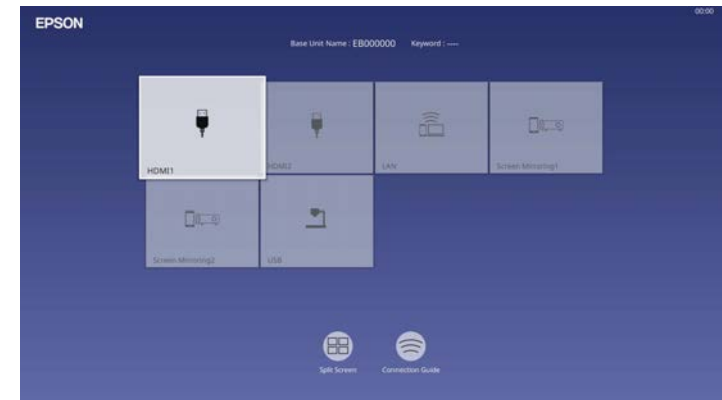 00:00
EPSON
Base Unit Name : EB000000 Keyword : ----
HDMI1
HDMI2
LAN
Screen Mirroring1
Screen Mirroring2
USB
Split Screen
Connection Guide